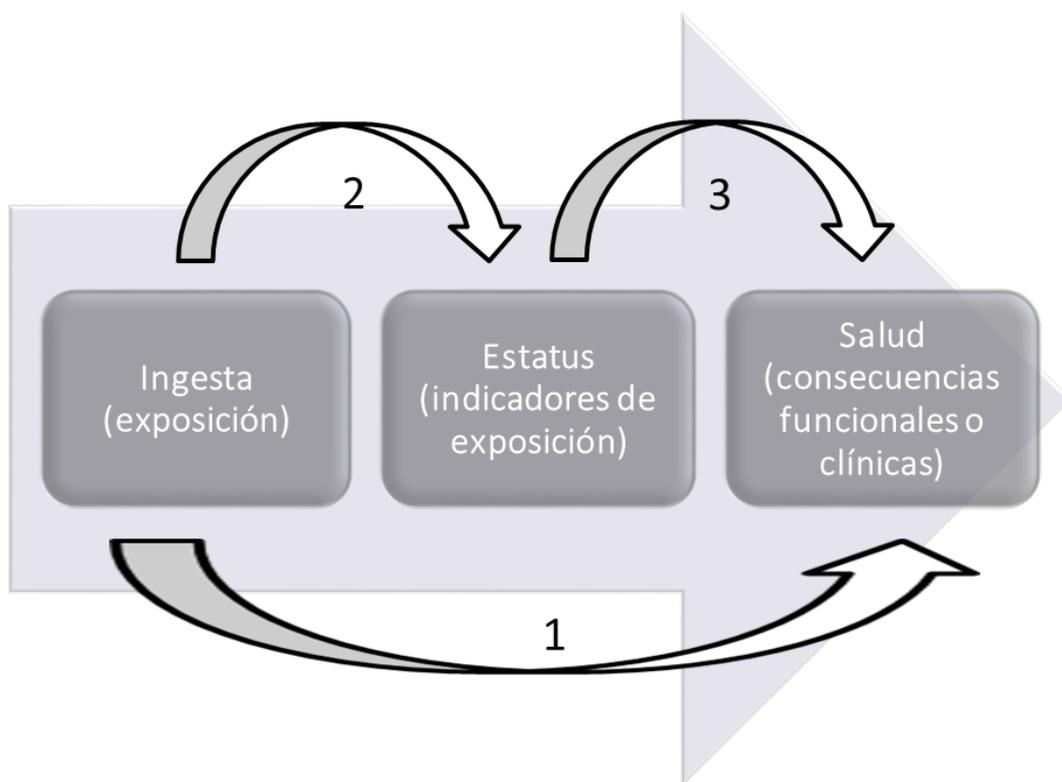 2
3
Ingesta
(exposición)
Estatus
(indicadores de
exposición)
Salud
(consecuencias
funcionales o
clínicas)
1